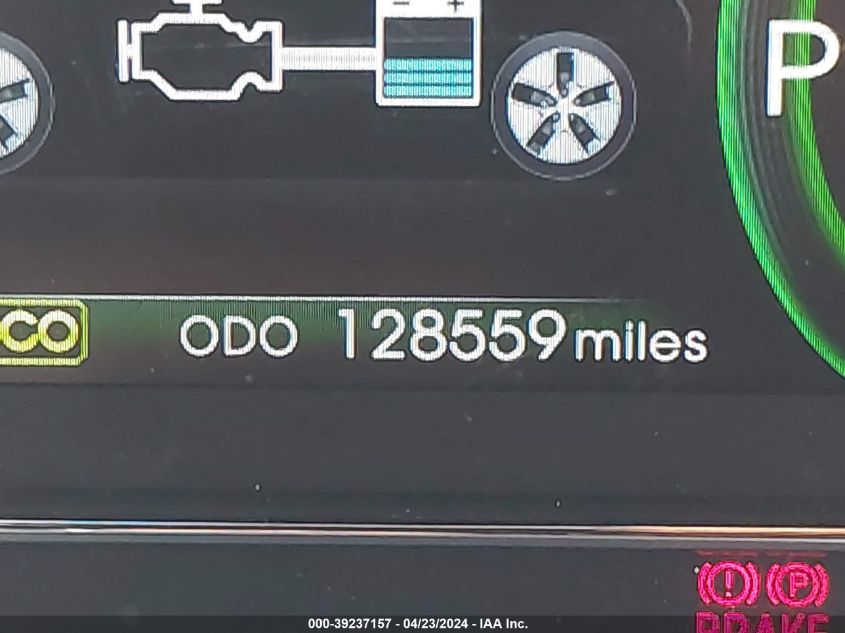 − +
P
CO ODO 128559 miles
! P
BRAKE
000-39237157 - 04/23/2024 - IAA Inc.